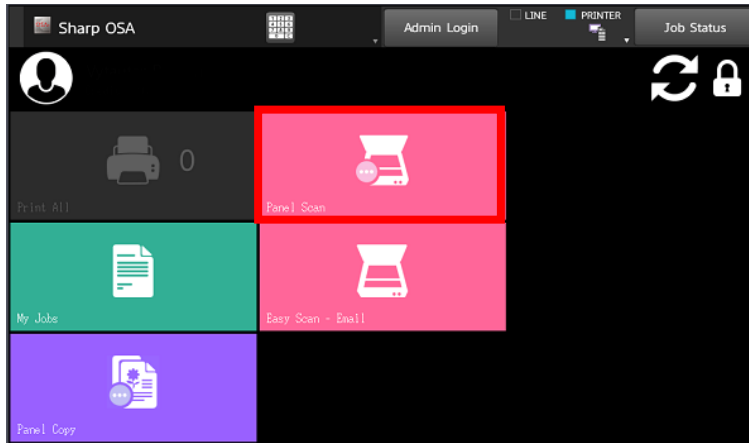 Sharp OSA
Admin Login
LINE
PRINTER
Job Status
0
Print All
Panel Scan
My Jobs
Easy Scan - Email
Panel Copy